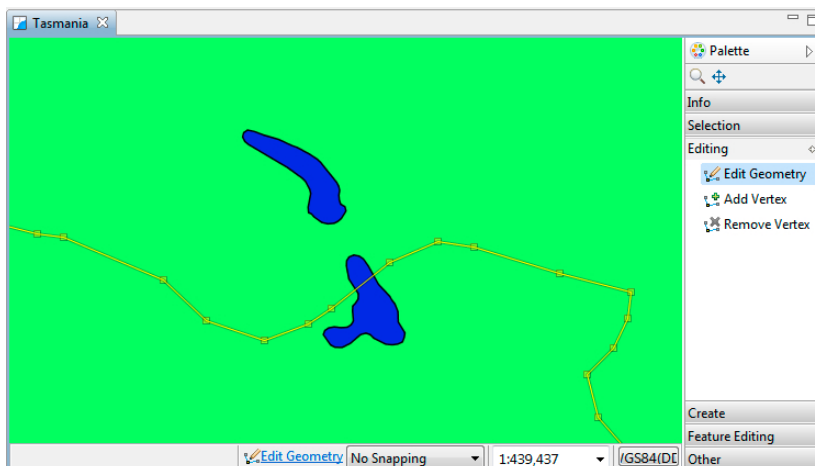 Tasmania
Palette
Info
Selection
Editing
Edit Geometry
Add Vertex
Remove Vertex
Create
Feature Editing
Edit Geometry No Snapping 1:439,437 /GS84(DE Other